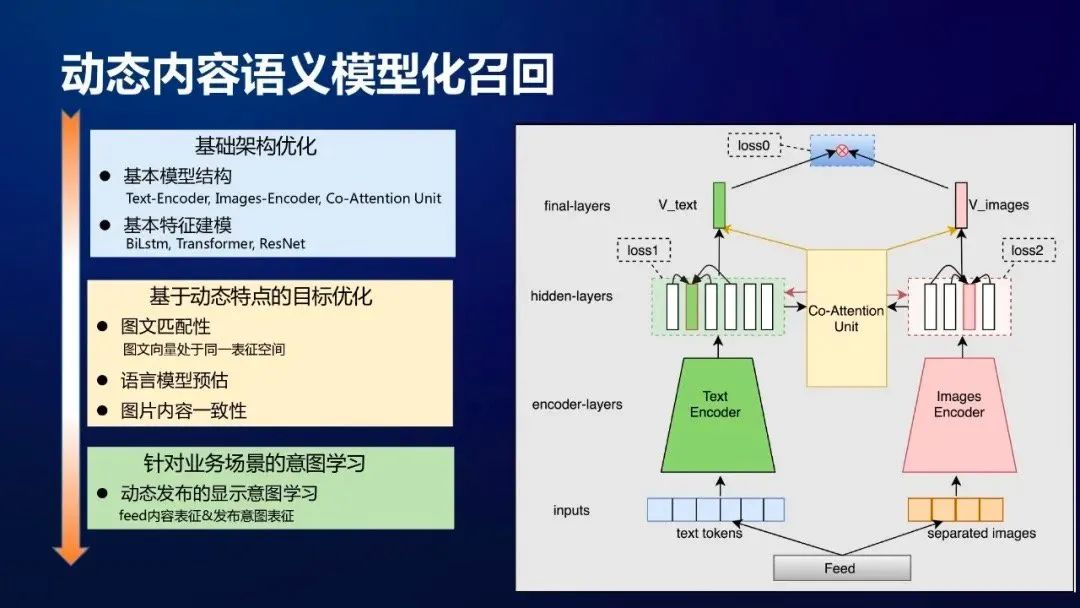 动态内容语义模型化召回
基础架构优化
● 基本模型结构
Text-Encoder, Images-Encoder, Co-Attention Unit
● 基本特征建模
BiLstm, Transformer, ResNet
基于动态特点的目标优化
● 图文匹配性
图文向量处于同一表征空间
● 语言模型预估
● 图片内容一致性
针对业务场景的意图学习
● 动态发布的显示意图学习
feed内容表征&发布意图表征
loss0
final-layers
V_text
V_images
loss1
loss2
hidden-layers
Co-Attention
Unit
encoder-layers
Text
Encoder
Images
Encoder
inputs
text tokens
separated images
Feed